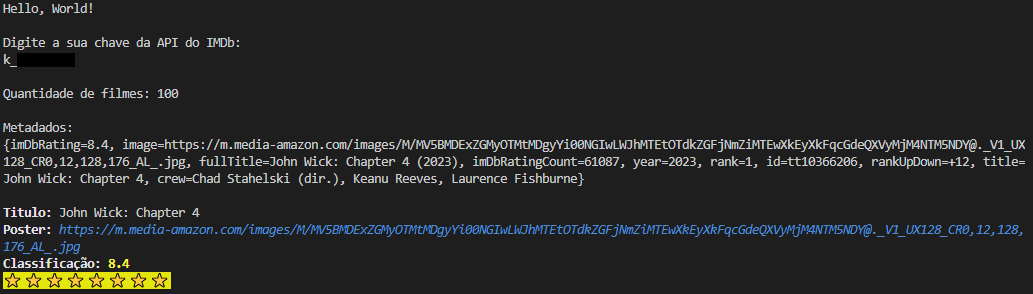 Hello, World!
Digite a sua chave da API do IMDb:
k_
Quantidade de filmes: 100
Metadados:
{imDbRating=8.4, image=https://m.media-amazon.com/images/M/MV5BMDExZGMyOTMtMDgyYi00NGIwLWJhMTEtOTdkZGFjNmZiMTEwXkEyXkFqcGdeQXVyMjM4NTM5NDY@._V1_UX
128_CR0,12,128,176_AL_.jpg, fullTitle=John Wick: Chapter 4 (2023), imDbRatingCount=61087, year=2023, rank=1, id=tt10366206, rankUpDown=+12, title=
John Wick: Chapter 4, crew=Chad Stahelski (dir.), Keanu Reeves, Laurence Fishburne}
Titulo: John Wick: Chapter 4
Poster: https://m.media-amazon.com/images/M/MV5BMDExZGMyOTMtMDgyYi00NGIwLWJhMTEtOTdkZGFjNmZiMTEwXkEyXkFqcGdeQXVyMjM4NTM5NDY@._V1_UX128_CR0,12,128,
176_AL_.jpg
Classificação: 8.4